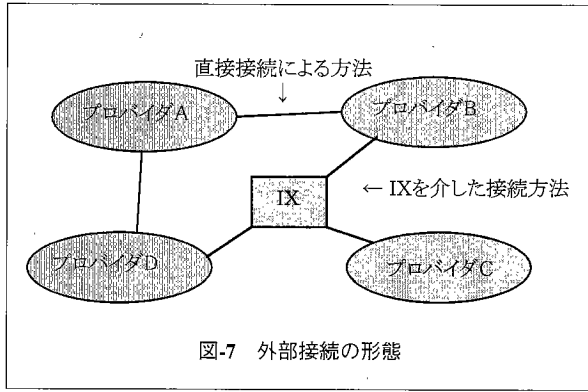 直接接続による方法
↓
プロバイダA
プロバイダB
IX
← IXを介した接続方法
プロバイダD
プロバイダC
図-7 外部接続の形態